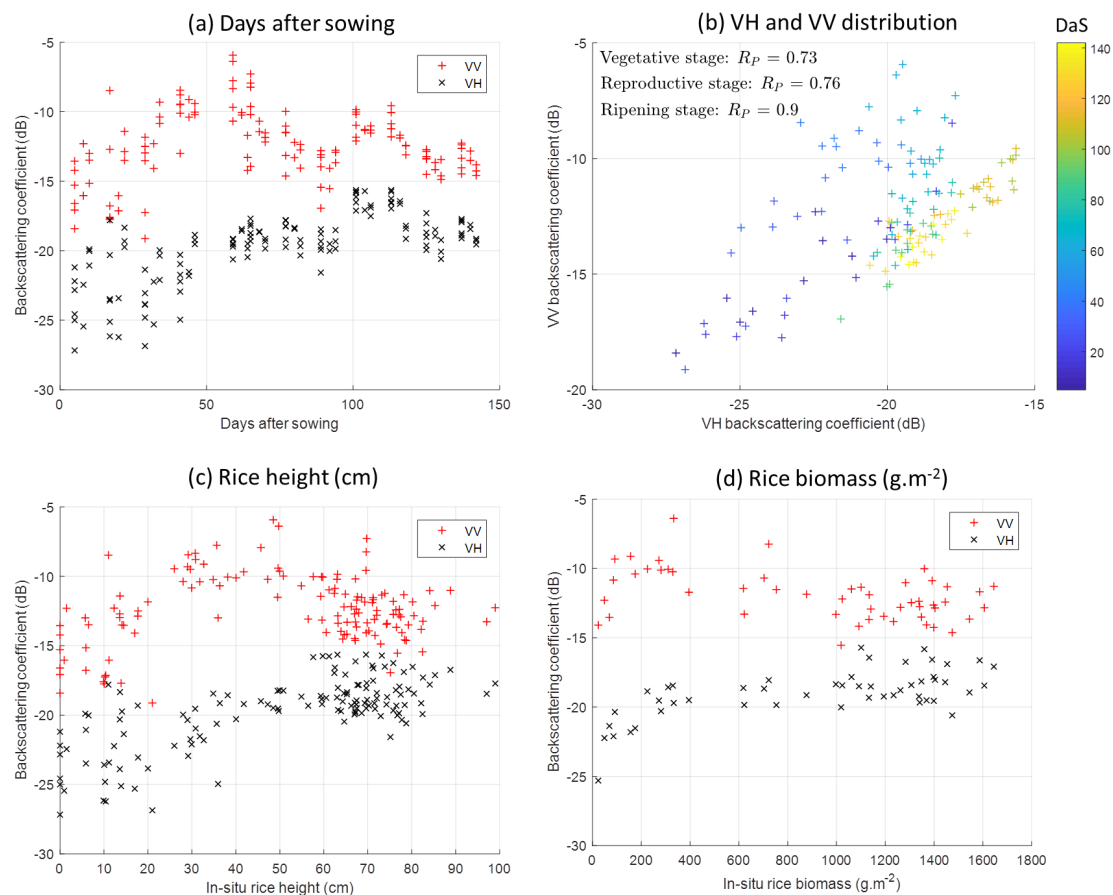 (a) Days after sowing
-5
-10
-15
-20
-25
-30
0
50
100
150
Backscattering coefficient (dB)
Days after sowing
VV
VH
(b) VH and VV distribution
DaS
Vegetative stage: R_P = 0.73
Reproductive stage: R_P = 0.76
Ripening stage: R_P = 0.9
-5
-10
-15
-20
-30
-25
-20
-15
VV backscattering coefficient (dB)
VH backscattering coefficient (dB)
140
120
100
80
60
40
20
(c) Rice height (cm)
-5
-10
-15
-20
-25
-30
0
10
20
30
40
50
60
70
80
90
100
Backscattering coefficient (dB)
In-situ rice height (cm)
VV
VH
(d) Rice biomass (g.m⁻²)
-5
-10
-15
-20
-25
-30
0
200
400
600
800
1000
1200
1400
1600
1800
Backscattering coefficient (dB)
In-situ rice biomass (g.m⁻²)
VV
VH